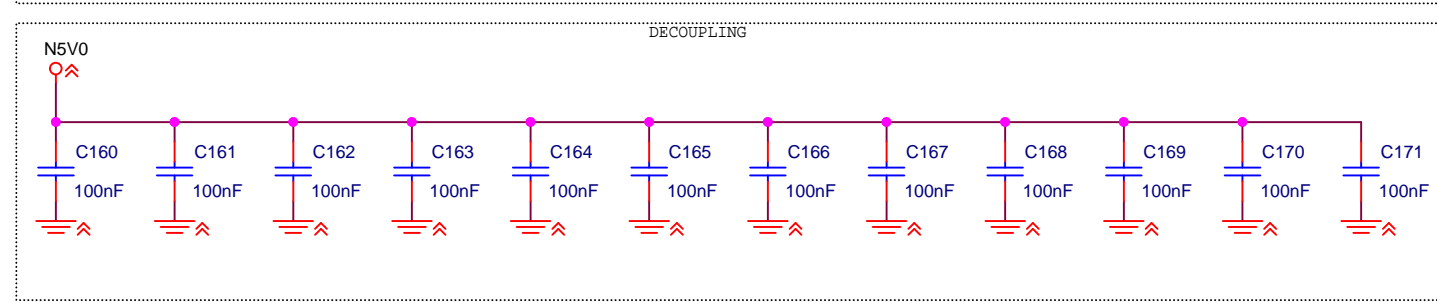 DECOUPLING
N5V0
C160 C161 C162 C163 C164 C165 C166 C167 C168 C169 C170 C171
100nF 100nF 100nF 100nF 100nF 100nF 100nF 100nF 100nF 100nF 100nF 100nF